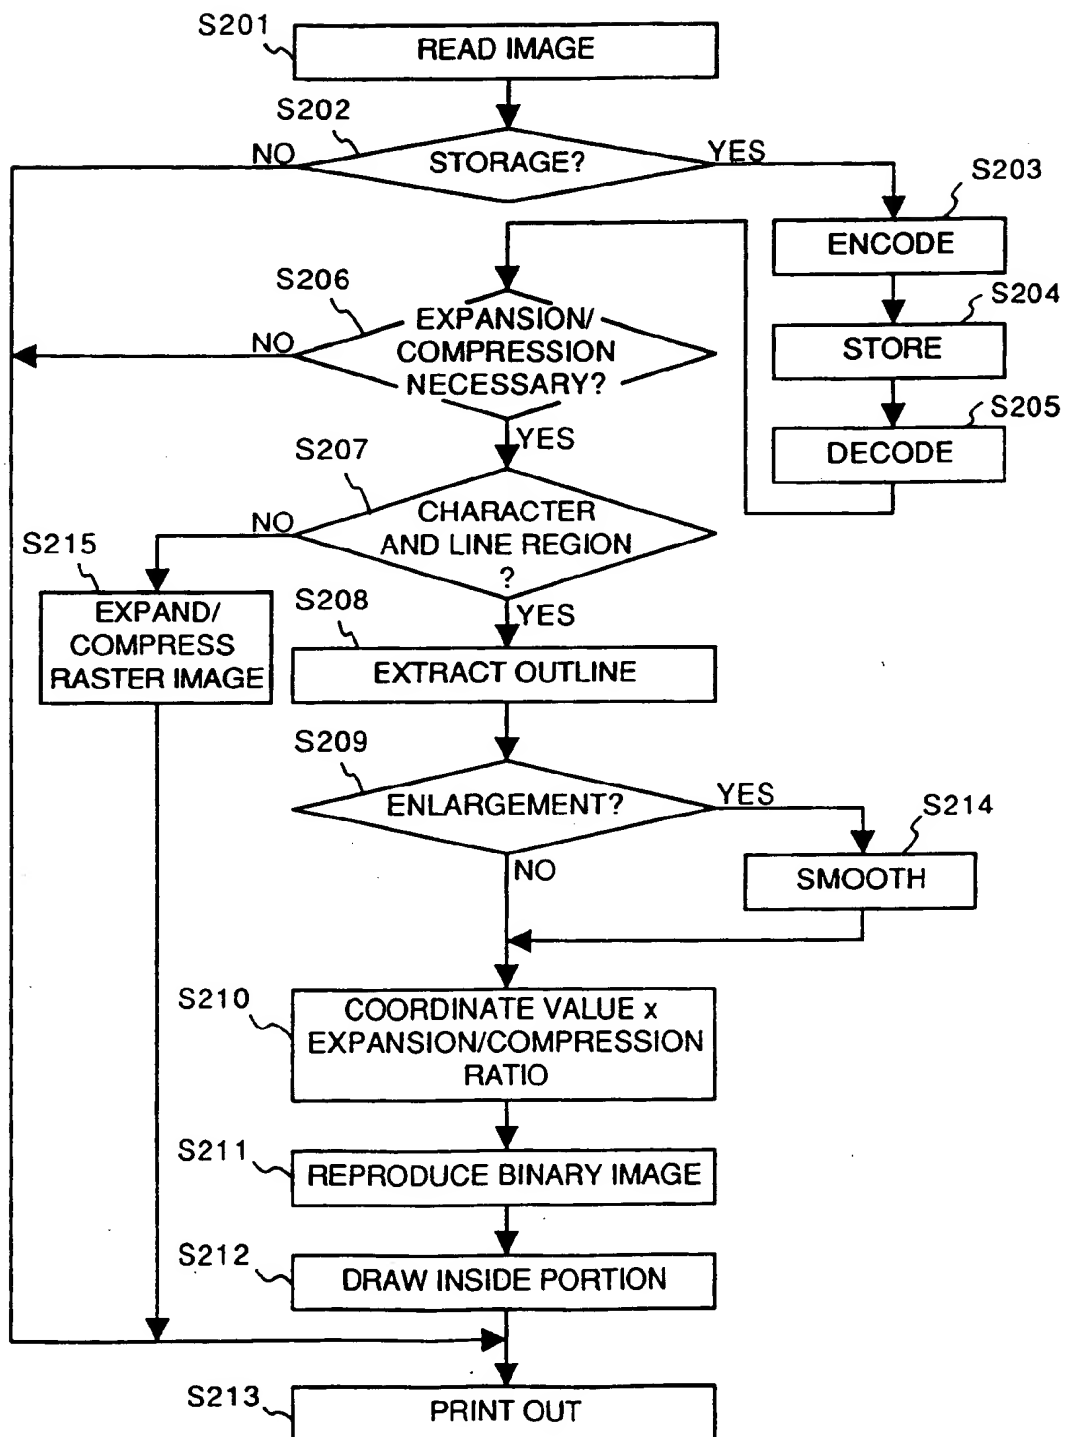 S201
READ IMAGE
S202
NO
STORAGE?
YES
S203
ENCODE
S204
STORE
S205
DECODE
S206
NO
EXPANSION/
COMPRESSION
NECESSARY?
YES
S207
NO
CHARACTER
AND LINE REGION
?
YES
S215
EXPAND/
COMPRESS
RASTER IMAGE
S208
EXTRACT OUTLINE
S209
ENLARGEMENT?
YES
NO
S214
SMOOTH
S210
COORDINATE VALUE x
EXPANSION/COMPRESSION
RATIO
S211
REPRODUCE BINARY IMAGE
S212
DRAW INSIDE PORTION
S213
PRINT OUT